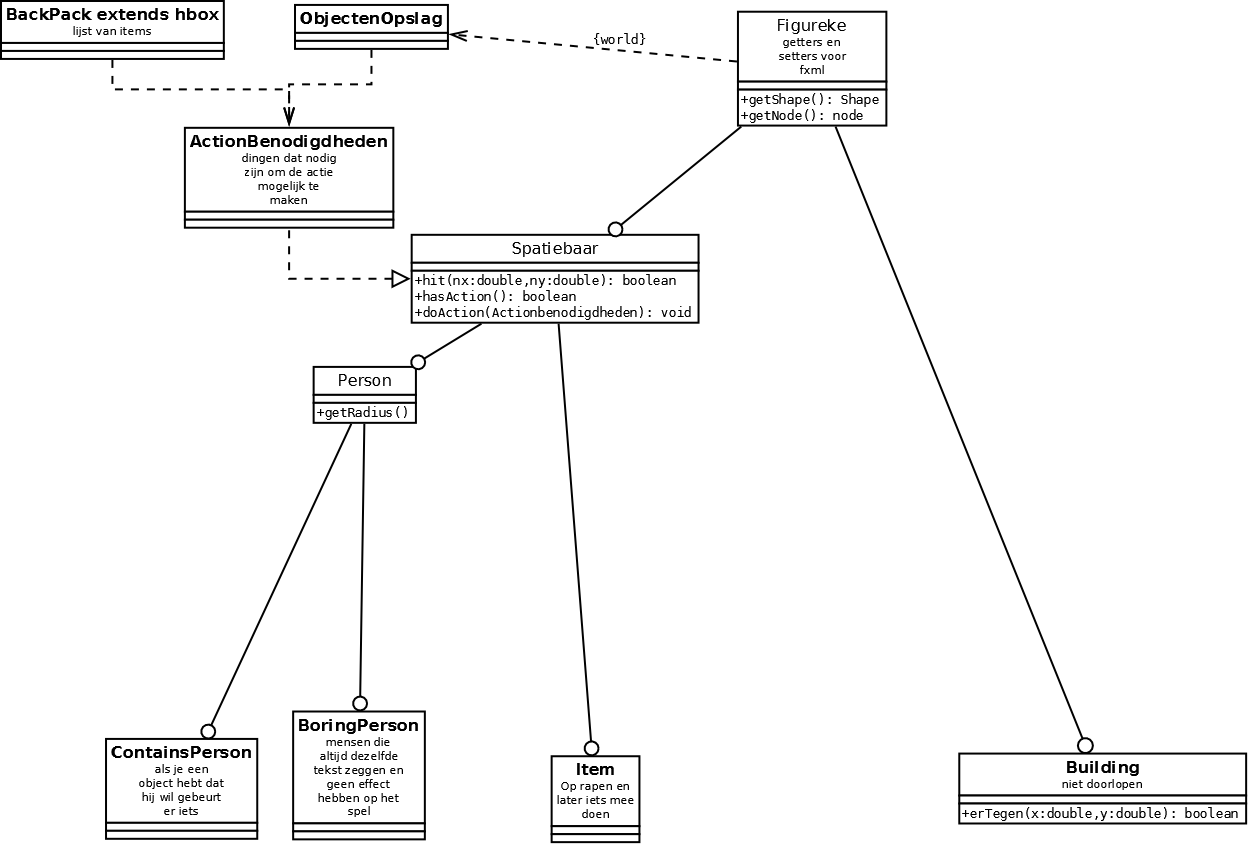 BackPack extends hbox
lijst van items
ObjectenOpslag
{world}
Figureke
getters en
setters voor
fxml
+getShape(): Shape
+getNode(): node
ActionBenodigdheden
dingen dat nodig
zijn om de actie
mogelijk te
maken
Spatiebaar
+hit(nx:double,ny:double): boolean
+hasAction(): boolean
+doAction(Actionbenodigdheden): void
Person
+getRadius()
ContainsPerson
als je een
object hebt dat
hij wil gebeurt
er iets
BoringPerson
mensen die
altijd dezelfde
tekst zeggen en
geen effect
hebben op het
spel
Item
Op rapen en
later iets mee
doen
Building
niet doorlopen
+erTegen(x:double,y:double): boolean